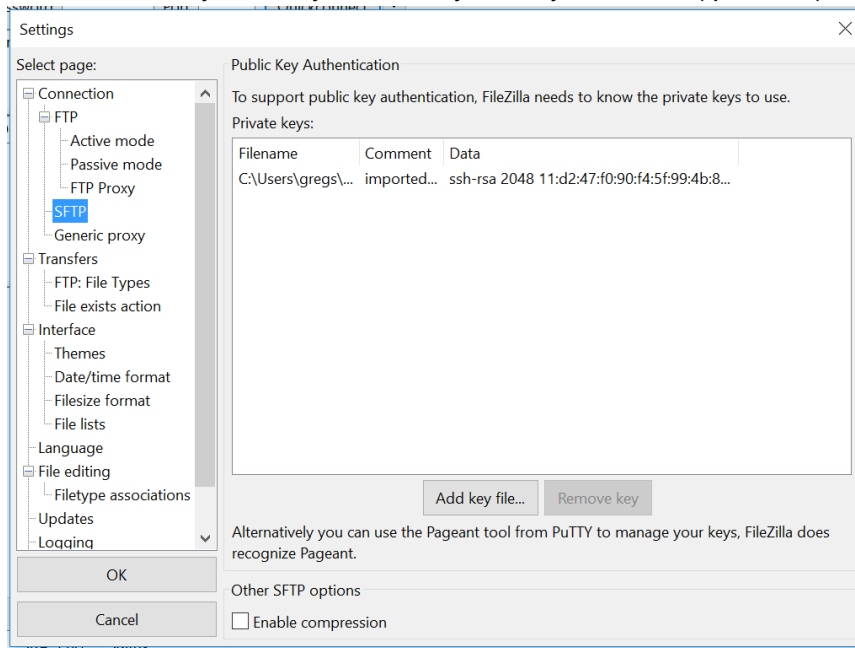 Settings
Select page:
Connection
FTP
Active mode
Passive mode
FTP Proxy
SFTP
Generic proxy
Transfers
FTP: File Types
File exists action
Interface
Themes
Date/time format
Filesize format
File lists
Language
File editing
Filetype associations
Updates
Logging
OK
Cancel
Public Key Authentication
To support public key authentication, FileZilla needs to know the private keys to use.
Private keys:
Filename Comment Data
C:\Users\gregs\... imported... ssh-rsa 2048 11:d2:47:f0:90:f4:5f:99:4b:8...
Add key file... Remove key
Alternatively you can use the Pageant tool from PuTTY to manage your keys, FileZilla does
recognize Pageant.
Other SFTP options
Enable compression